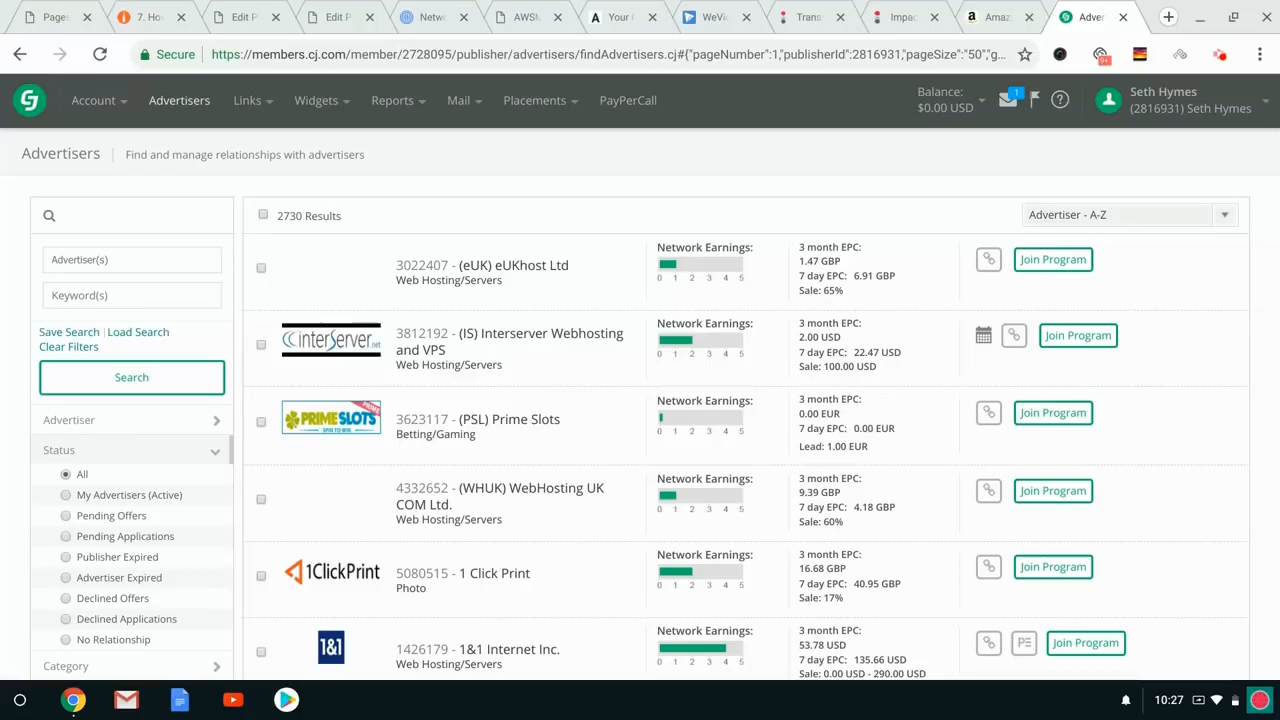 Pages
7. Ho
Edit P
Edit P
Netw
AWSM
Your
WeVi
Trans
Impac
Amaz
Adver
Secure
https://members.cj.com/member/2728095/publisher/advertisers/findAdvertisers.cj#{"pageNumber":1,"publisherId":2816931,"pageSize":"50","g...
9+
Account
Advertisers
Links
Widgets
Reports
Mail
Placements
PayPerCall
Balance:
$0.00 USD
1
Seth Hymes
(2816931) Seth Hymes
Advertisers
Find and manage relationships with advertisers
Advertiser(s)
Keyword(s)
Save Search | Load Search
Clear Filters
Search
Advertiser
Status
All
My Advertisers (Active)
Pending Offers
Pending Applications
Publisher Expired
Advertiser Expired
Declined Offers
Declined Applications
No Relationship
Category
2730 Results
Advertiser - A-Z
3022407 - (eUK) eUKhost Ltd
Web Hosting/Servers
Network Earnings:
0 1 2 3 4 5
3 month EPC:
1.47 GBP
7 day EPC: 6.91 GBP
Sale: 65%
Join Program
interServer.net
3812192 - (IS) Interserver Webhosting
and VPS
Web Hosting/Servers
Network Earnings:
0 1 2 3 4 5
3 month EPC:
2.00 USD
7 day EPC: 22.47 USD
Sale: 100.00 USD
Join Program
PRIMESLOTS
SPIN TO WIN
3623117 - (PSL) Prime Slots
Betting/Gaming
Network Earnings:
0 1 2 3 4 5
3 month EPC:
0.00 EUR
7 day EPC: 0.00 EUR
Lead: 1.00 EUR
Join Program
4332652 - (WHUK) WebHosting UK
COM Ltd.
Web Hosting/Servers
Network Earnings:
0 1 2 3 4 5
3 month EPC:
9.39 GBP
7 day EPC: 4.18 GBP
Sale: 60%
Join Program
1ClickPrint
5080515 - 1 Click Print
Photo
Network Earnings:
0 1 2 3 4 5
3 month EPC:
16.68 GBP
7 day EPC: 40.95 GBP
Sale: 17%
Join Program
1&1
1426179 - 1&1 Internet Inc.
Web Hosting/Servers
Network Earnings:
0 1 2 3 4 5
3 month EPC:
53.78 USD
7 day EPC: 135.66 USD
Sale: 0.00 USD - 290.00 USD
PE
Join Program
10:27